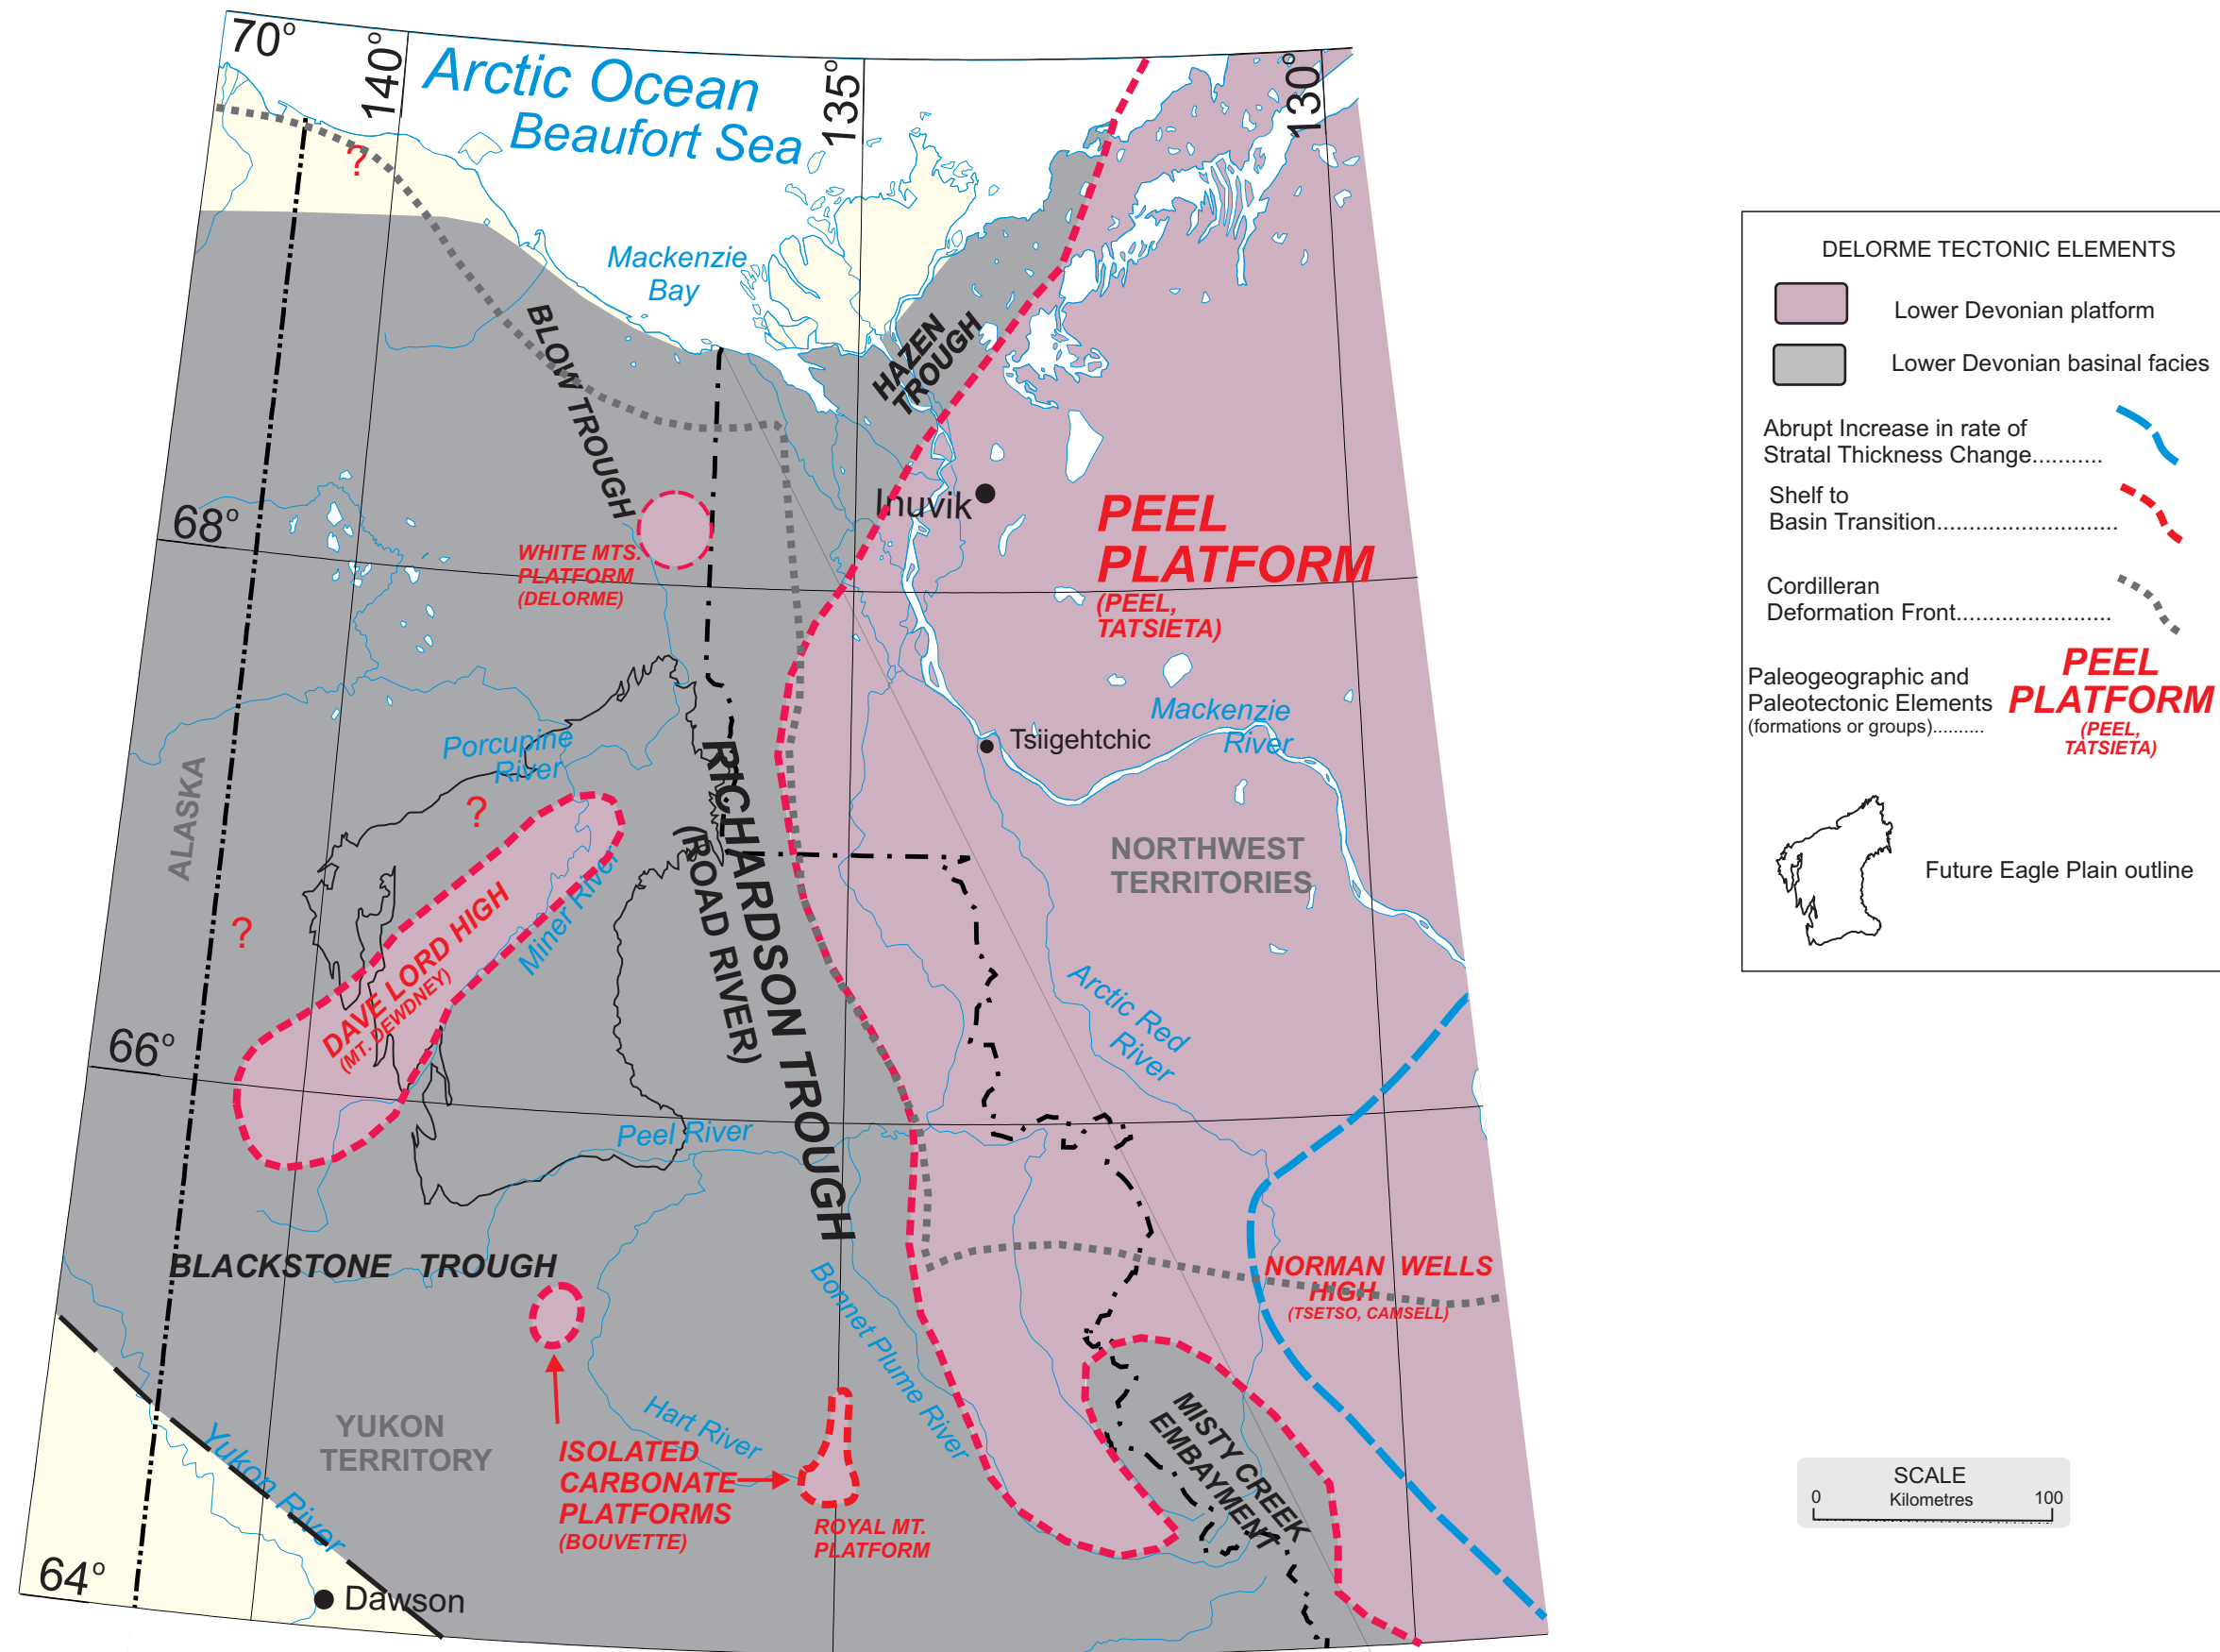 70°
140°
135°
130°
Arctic Ocean
Beaufort Sea
?
Mackenzie
Bay
BLOW TROUGH
HAZEN
TROUGH
68°
Inuvik
WHITE MTS.
PLATFORM
(DELORME)
PEEL
PLATFORM
(PEEL,
TATSIETA)
Porcupine
River
Mackenzie
River
Tsiigehtchic
ALASKA
?
?
RICHARDSON TROUGH
(ROAD RIVER)
NORTHWEST
TERRITORIES
DAVE LORD HIGH
(MT. DEWDNEY)
Miner River
Arctic Red
River
66°
Peel River
BLACKSTONE TROUGH
Bonnet Plume River
NORMAN WELLS
HIGH
(TSETSO, CAMSELL)
YUKON
TERRITORY
Hart River
ISOLATED
CARBONATE
PLATFORMS
(BOUVETTE)
ROYAL MT.
PLATFORM
MISTY CREEK
EMBAYMENT
Yukon River
64°
Dawson
DELORME TECTONIC ELEMENTS
Lower Devonian platform
Lower Devonian basinal facies
Abrupt Increase in rate of
Stratal Thickness Change...........
Shelf to
Basin Transition............................
Cordilleran
Deformation Front........................
Paleogeographic and
Paleotectonic Elements
(formations or groups)..........
PEEL
PLATFORM
(PEEL,
TATSIETA)
Future Eagle Plain outline
SCALE
0 Kilometres 100